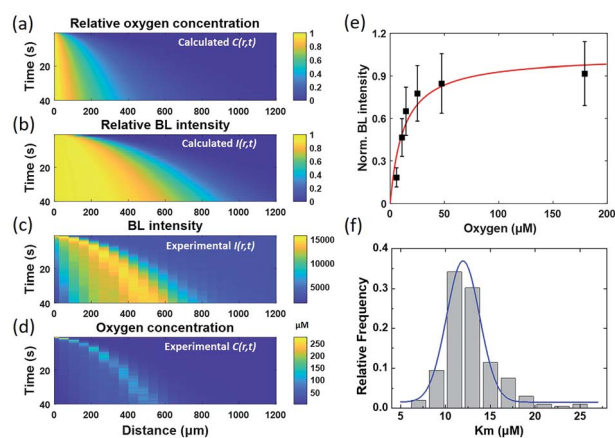 (a)
Relative oxygen concentration
Calculated C(r,t)
Time (s)
20
40
0 200 400 600 800 1000 1200
1
0.8
0.6
0.4
0.2
0
(b)
Relative BL intensity
Calculated I(r,t)
Time (s)
20
40
0 200 400 600 800 1000 1200
1
0.8
0.6
0.4
0.2
0
(c)
BL intensity
Experimental I(r,t)
Time (s)
20
40
0 200 400 600 800 1000 1200
15000
10000
5000
(d)
Oxygen concentration
Experimental C(r,t)
Time (s)
20
40
0 200 400 600 800 1000 1200
Distance (µm)
µM
250
200
150
100
50
(e)
Norm. BL intensity
1.2
0.9
0.6
0.3
0.0
0 50 100 150 200
Oxygen (µM)
(f)
Relative Frequency
0.4
0.3
0.2
0.1
0.0
5 10 15 20 25
Km (µM)